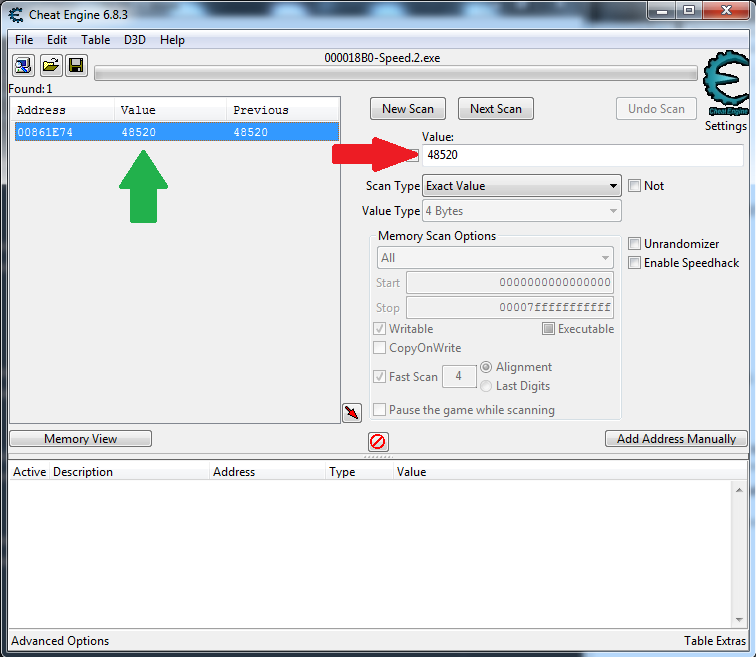 Cheat Engine 6.8.3
File Edit Table D3D Help
000018B0-Speed.2.exe
Found:1
Address Value Previous
00861E74 48520 48520
New Scan Next Scan Undo Scan
Cheat Engine
Settings
Value:
48520
Scan Type Exact Value Not
Value Type 4 Bytes
Memory Scan Options
All
Unrandomizer
Enable Speedhack
Start 0000000000000000
Stop 00007fffffffffff
Writable Executable
CopyOnWrite
Fast Scan 4 Alignment
Last Digits
Pause the game while scanning
Memory View Add Address Manually
Active Description Address Type Value
Advanced Options Table Extras